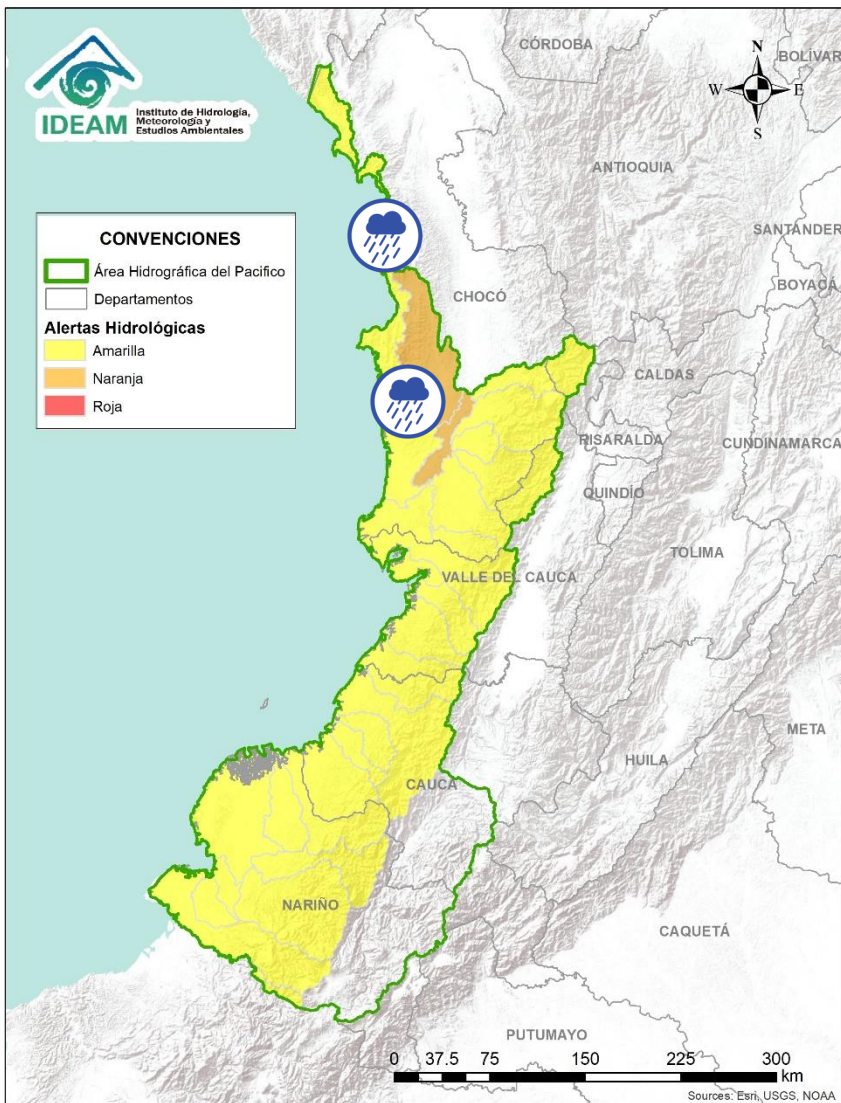 IDEAM
Instituto de Hidrología,
Meteorología y
Estudios Ambientales
CÓRDOBA
BOLÍVAR
N
W
E
S
ANTIOQUIA
SANTANDER
BOYACÁ
CONVENCIONES
Área Hidrográfica del Pacifico
Departamentos
Alertas Hidrológicas
Amarilla
Naranja
Roja
CHOCÓ
CALDAS
RISARALDA
CUNDINAMARCA
QUINDÍO
TOLIMA
VALLE DEL CAUCA
META
HUILA
CAUCA
NARIÑO
CAQUETÁ
PUTUMAYO
0 37.5 75 150 225 300
km
Sources: Esri, USGS, NOAA